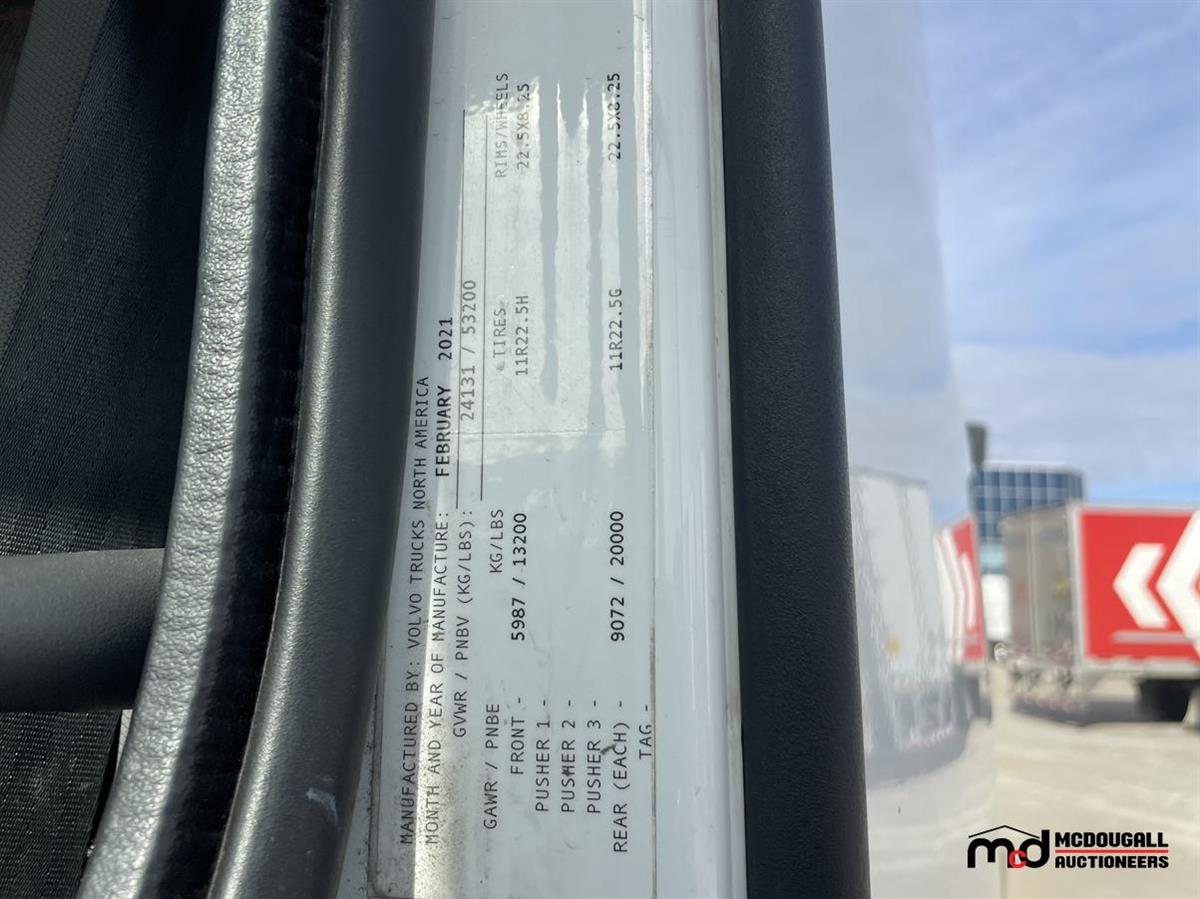 MANUFACTURED BY: VOLVO TRUCKS NORTH AMERICA
MONTH AND YEAR OF MANUFACTURE: FEBRUARY 2021
GVWR / PNBV (KG/LBS): 24131 / 53200
GAWR / PNBE KG/LBS TIRES RIMS/WHEELS
FRONT - 5987 / 13200 11R22.5H 22.5X8.25
PUSHER 1 -
PUSHER 2 -
PUSHER 3 -
REAR (EACH) - 9072 / 20000 11R22.5G 22.5X8.25
TAG -
mcd MCDOUGALL
AUCTIONEERS